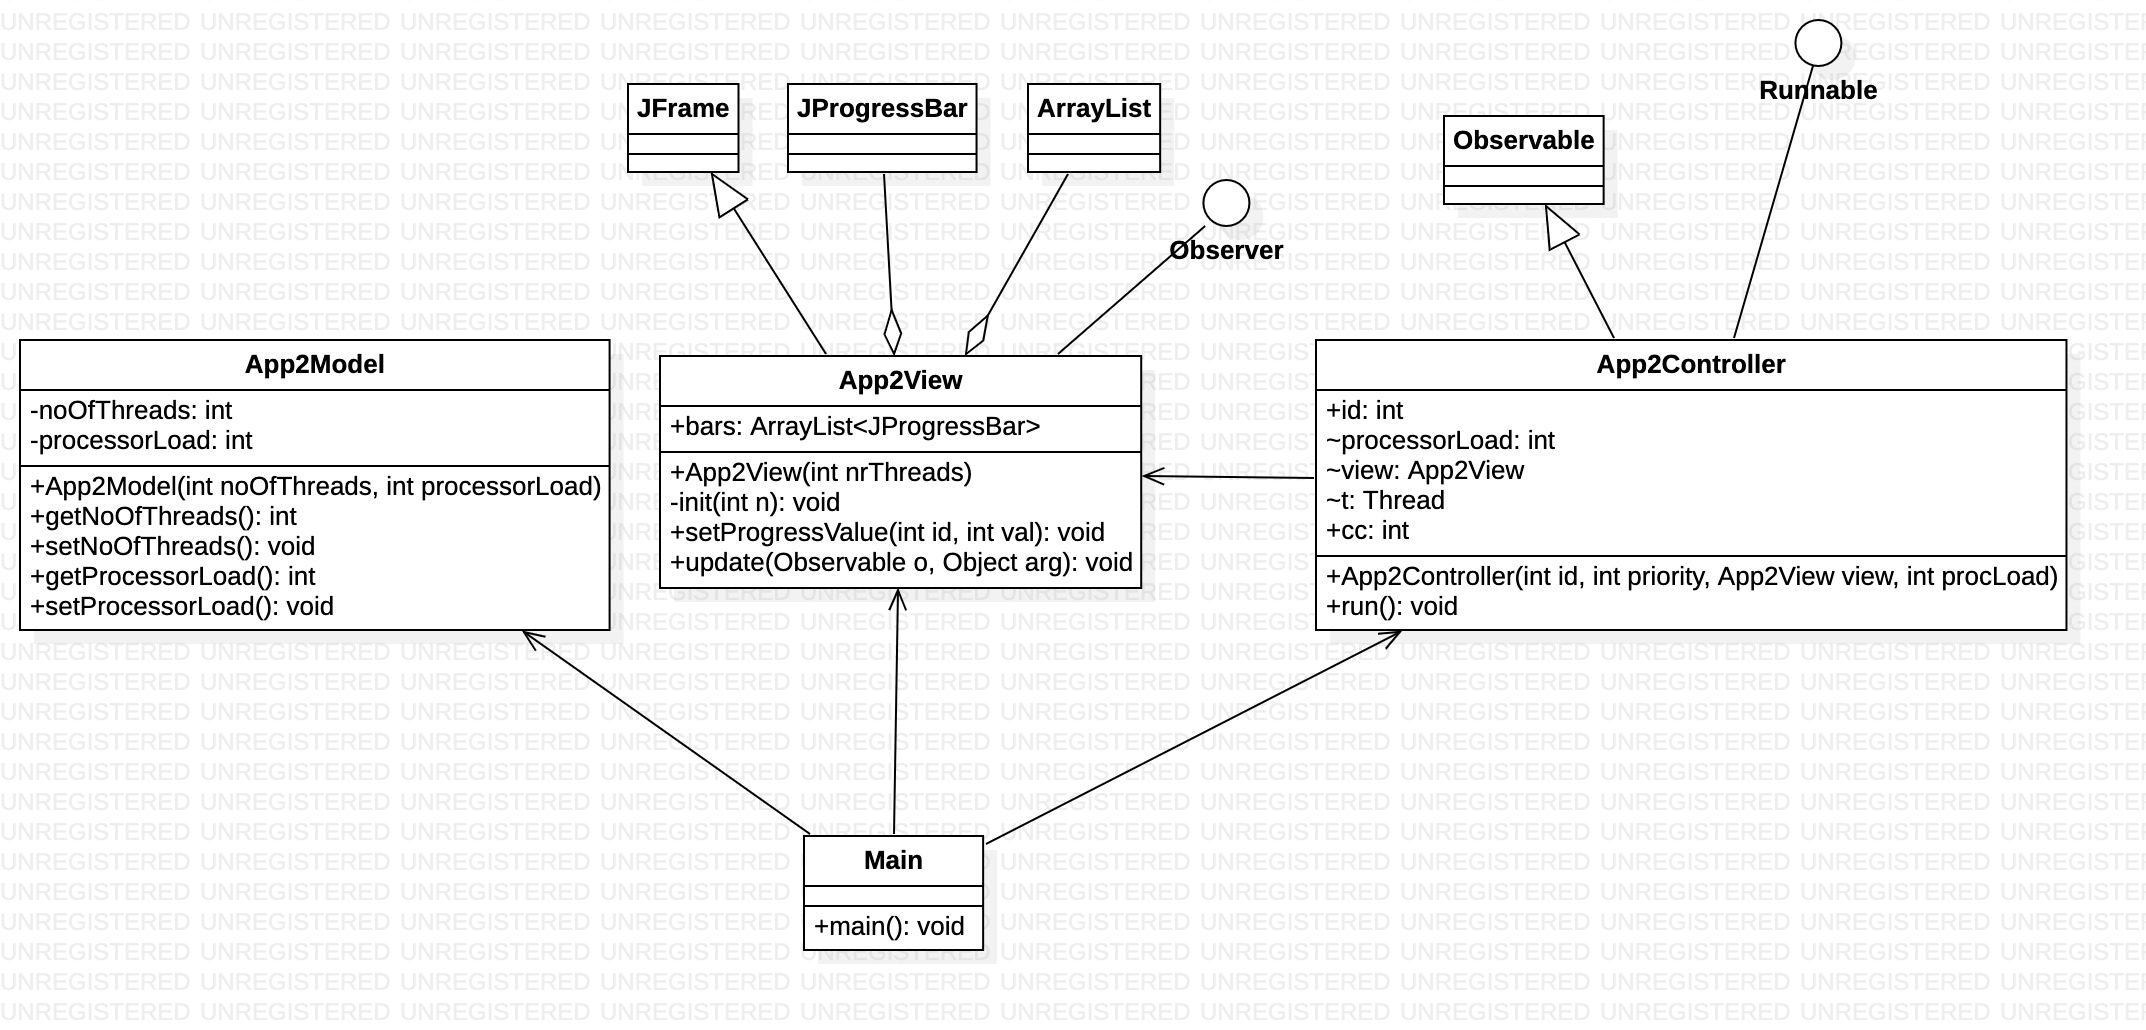 Runnable
JFrame
JProgressBar
ArrayList
Observable
Observer
App2Model
-noOfThreads: int
-processorLoad: int
+App2Model(int noOfThreads, int processorLoad)
+getNoOfThreads(): int
+setNoOfThreads(): void
+getProcessorLoad(): int
+setProcessorLoad(): void
App2View
+bars: ArrayList<JProgressBar>
+App2View(int nrThreads)
-init(int n): void
+setProgressValue(int id, int val): void
+update(Observable o, Object arg): void
App2Controller
+id: int
~processorLoad: int
~view: App2View
~t: Thread
+cc: int
+App2Controller(int id, int priority, App2View view, int procLoad)
+run(): void
Main
+main(): void
UNREGISTERED